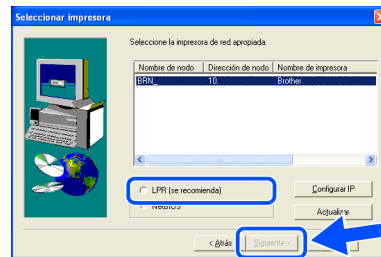 Seleccionar impresora
Seleccione la impresora de red apropiada.
Nombre de nodo Dirección de nodo Nombre de impresora
BRN_ 10. Brother
LPR (se recomienda)
NetBIOS
Configurar IP
Actualizar
< Atrás Siguiente >